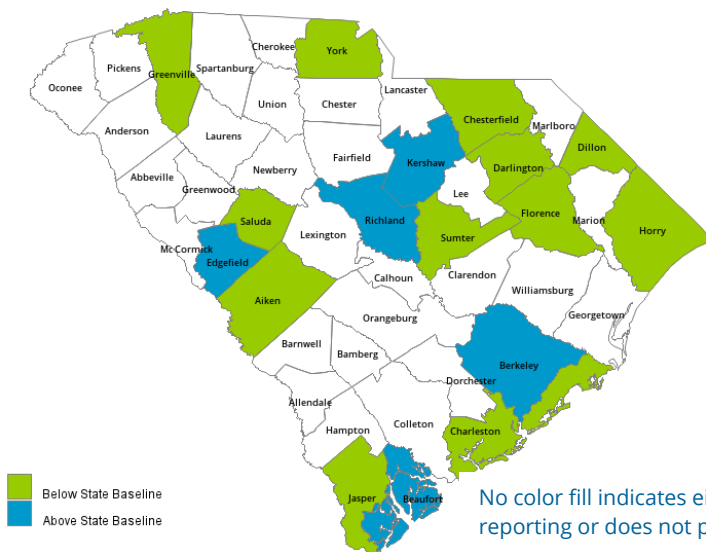 Cherokee
York
Pickens
Greenville
Spartanburg
Oconee
Union
Chester
Lancaster
Chesterfield
Marlboro
Anderson
Laurens
Dillon
Fairfield
Kershaw
Darlington
Abbeville
Newberry
Greenwood
Lee
Saluda
Richland
Florence
Marion
Horry
Lexington
Sumter
McCormick
Edgefield
Calhoun
Clarendon
Williamsburg
Aiken
Orangeburg
Georgetown
Barnwell
Bamberg
Berkeley
Dorchester
Allendale
Colleton
Hampton
Charleston
Jasper
Beaufort
Below State Baseline
Above State Baseline
No color fill indicates
reporting or does not